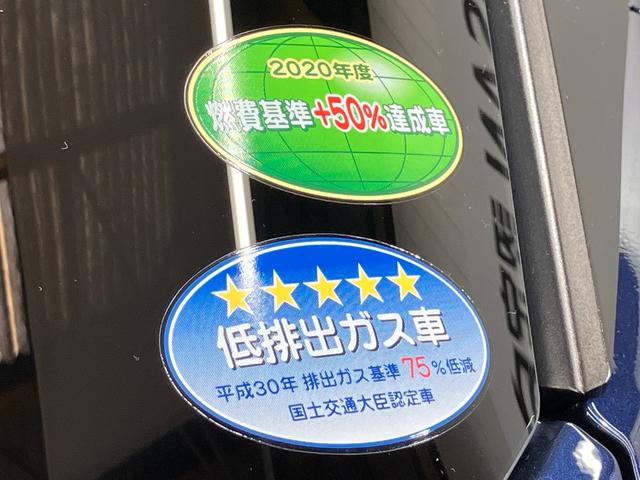 2020年度
燃費基準+50%達成車
低排出ガス車
平成30年 排出ガス基準 75%低減
国土交通大臣認定車